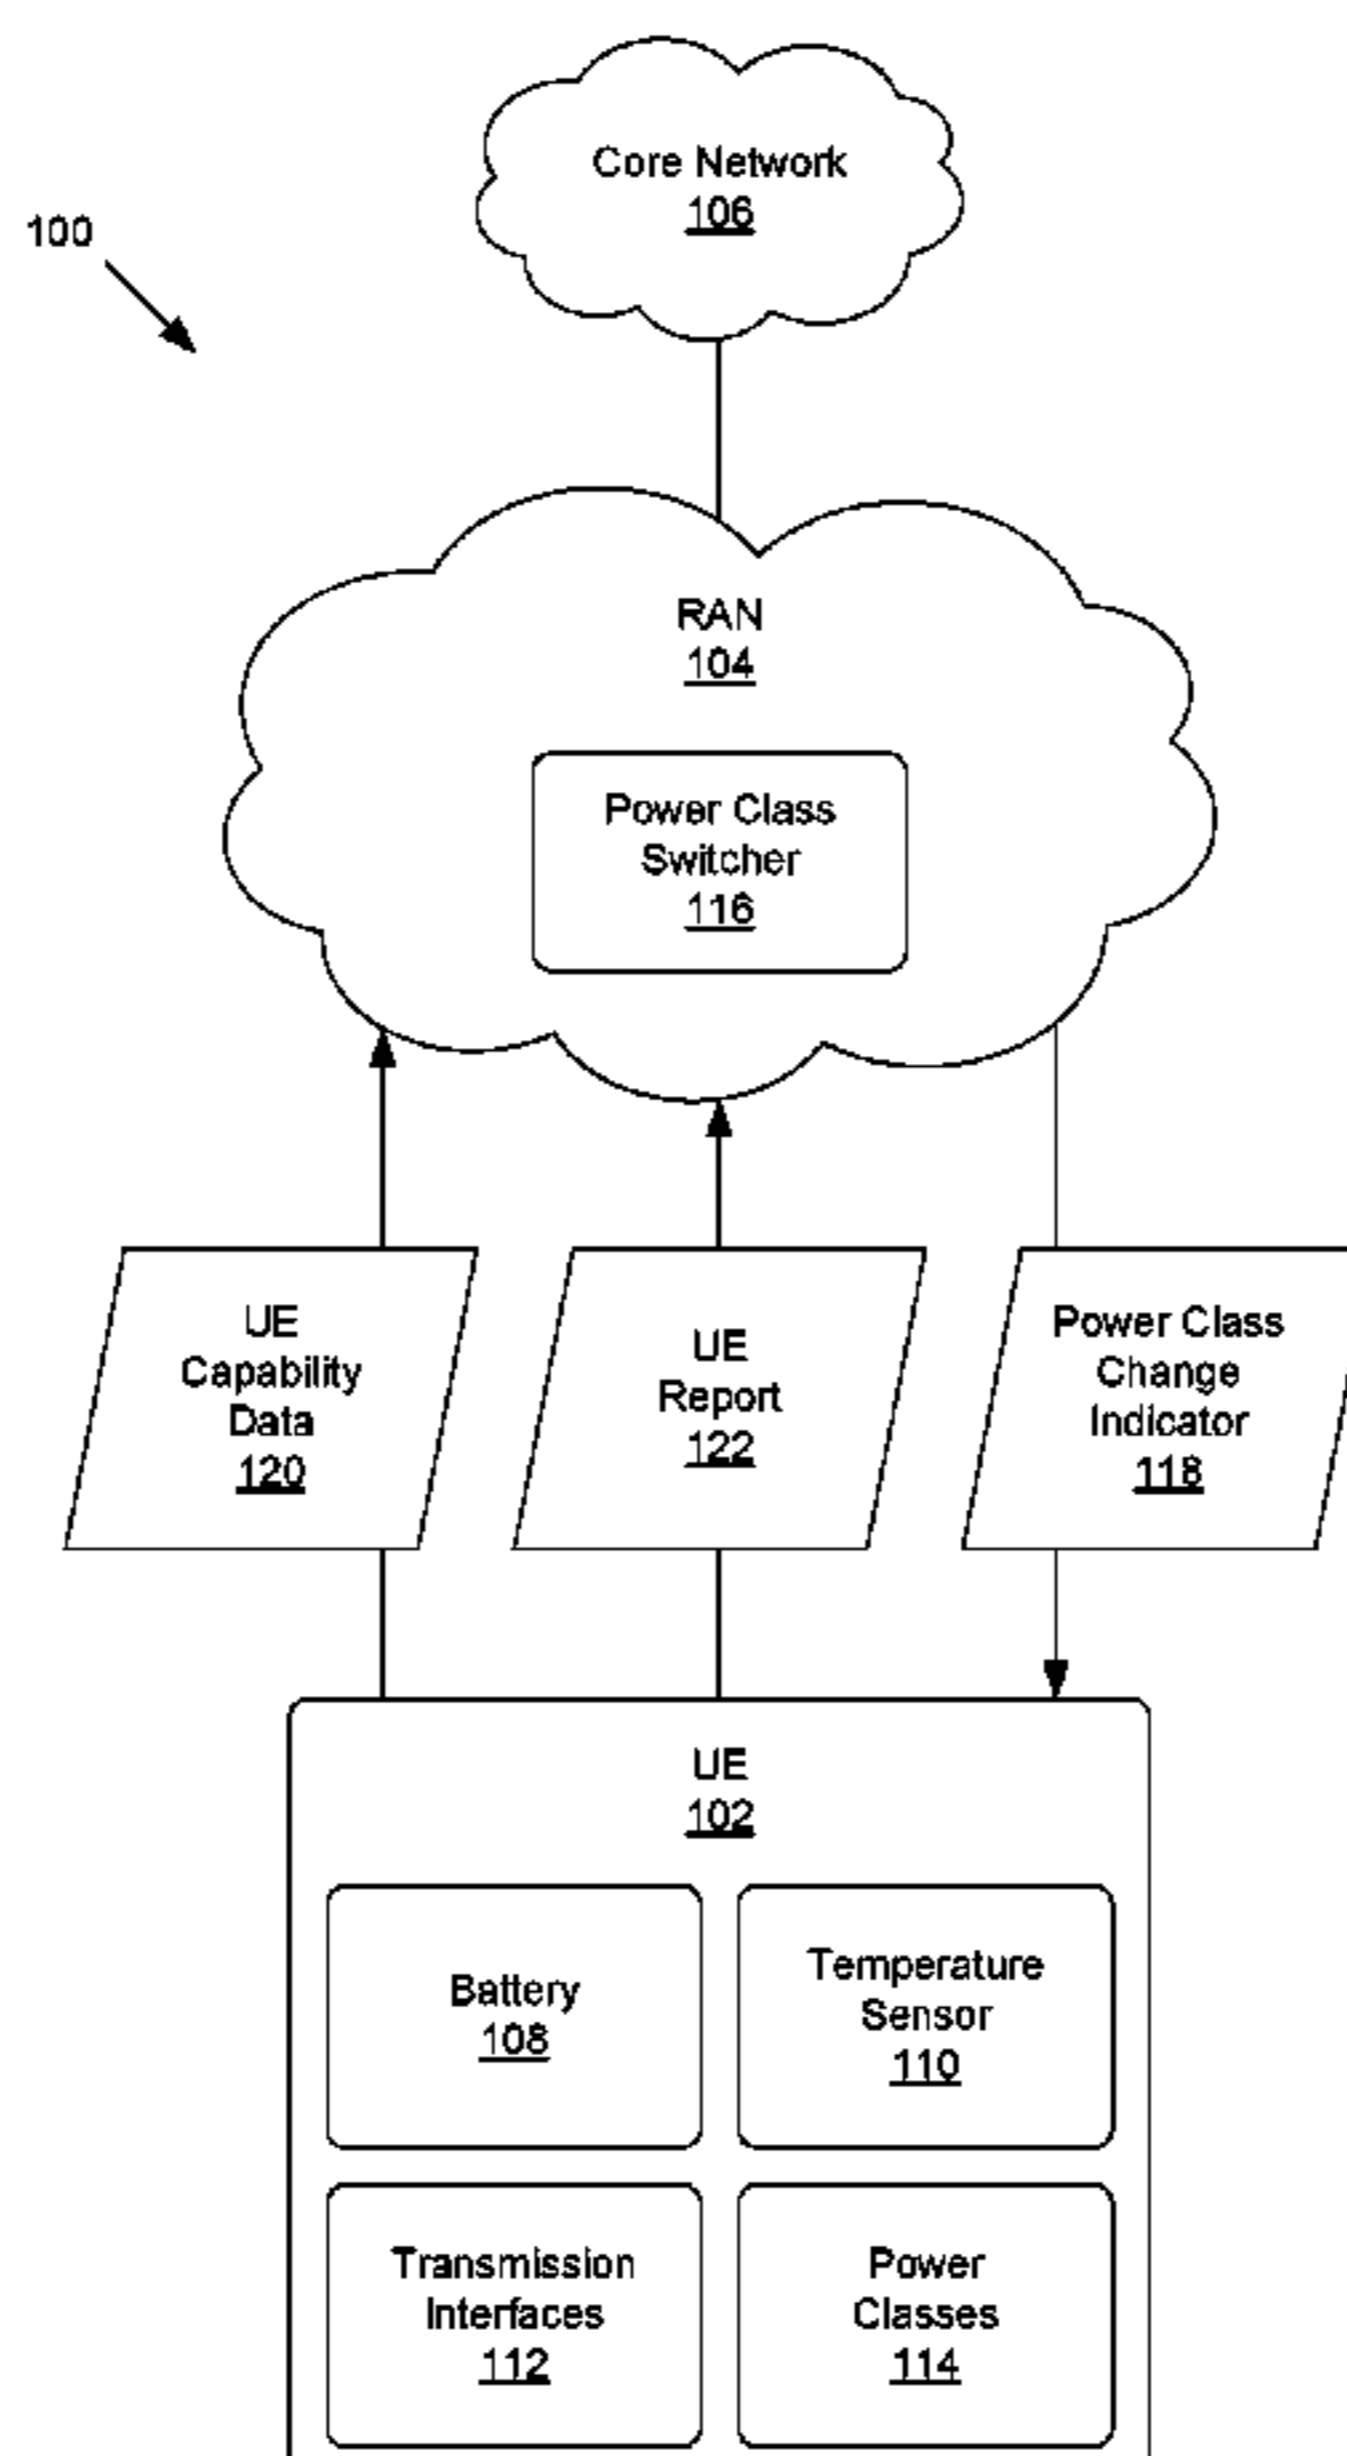 Core Network
106
100
RAN
104
Power Class
Switcher
116
UE
Capability
Data
120
UE
Report
122
Power Class
Change
Indicator
118
UE
102
Battery
108
Temperature
Sensor
110
Transmission
Interfaces
112
Power
Classes
114